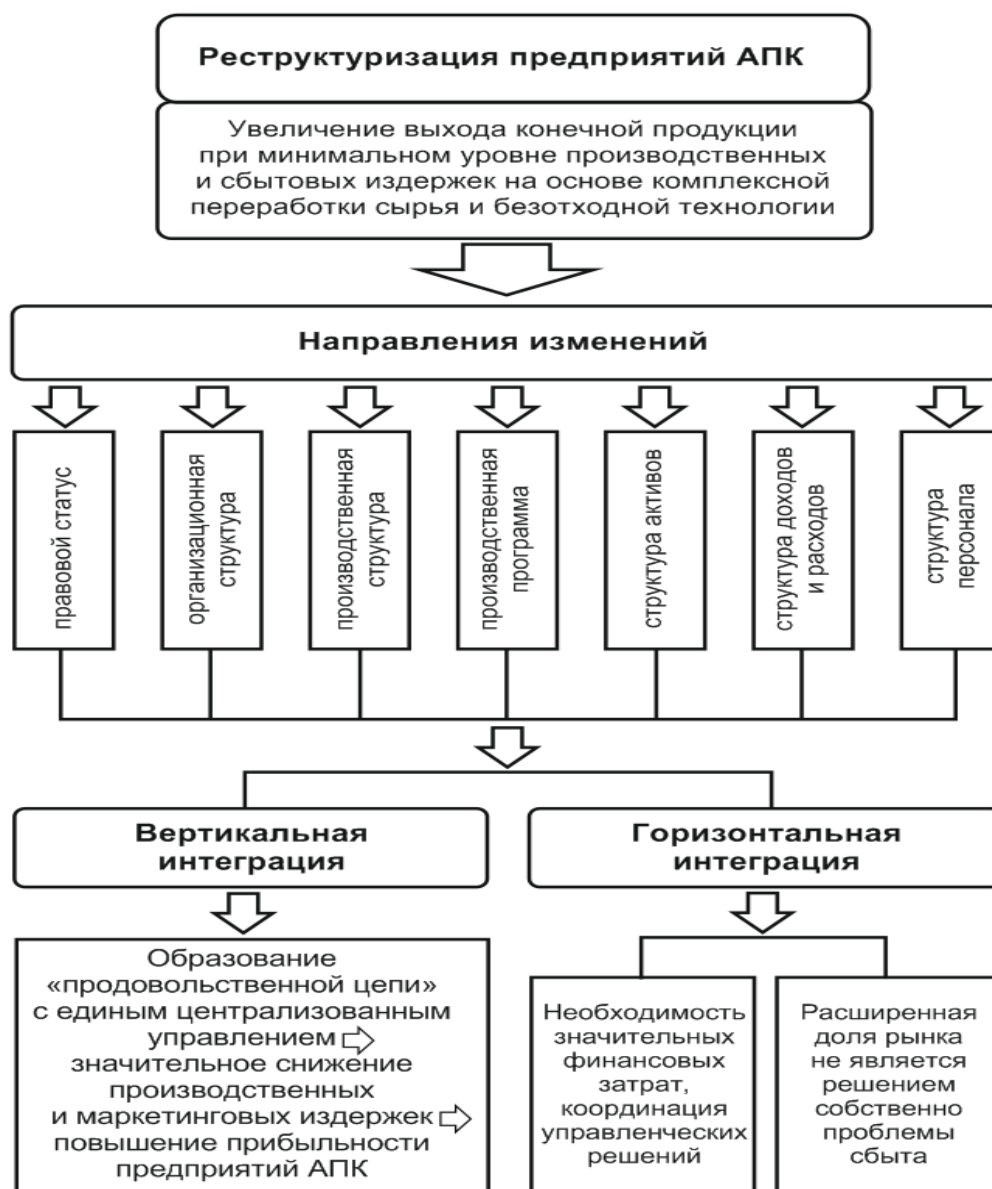 Реструктуризация предприятий АПК
Увеличение выхода конечной продукции
при минимальном уровне производственных
и сбытовых издержек на основе комплексной
переработки сырья и безотходной технологии
Направления изменений
правовой статус
организационная
структура
производственная
структура
производственная
программа
структура активов
структура доходов
и расходов
структура
персонала
Вертикальная
интеграция
Горизонтальная
интеграция
Образование
«продовольственной цепи»
с единым централизованным
управлением
значительное снижение
производственных
и маркетинговых издержек
повышение прибыльности
предприятий АПК
Необходимость
значительных
финансовых
затрат,
координация
управленческих
решений
Расширенная
доля рынка
не является
решением
собственно
проблемы
сбыта